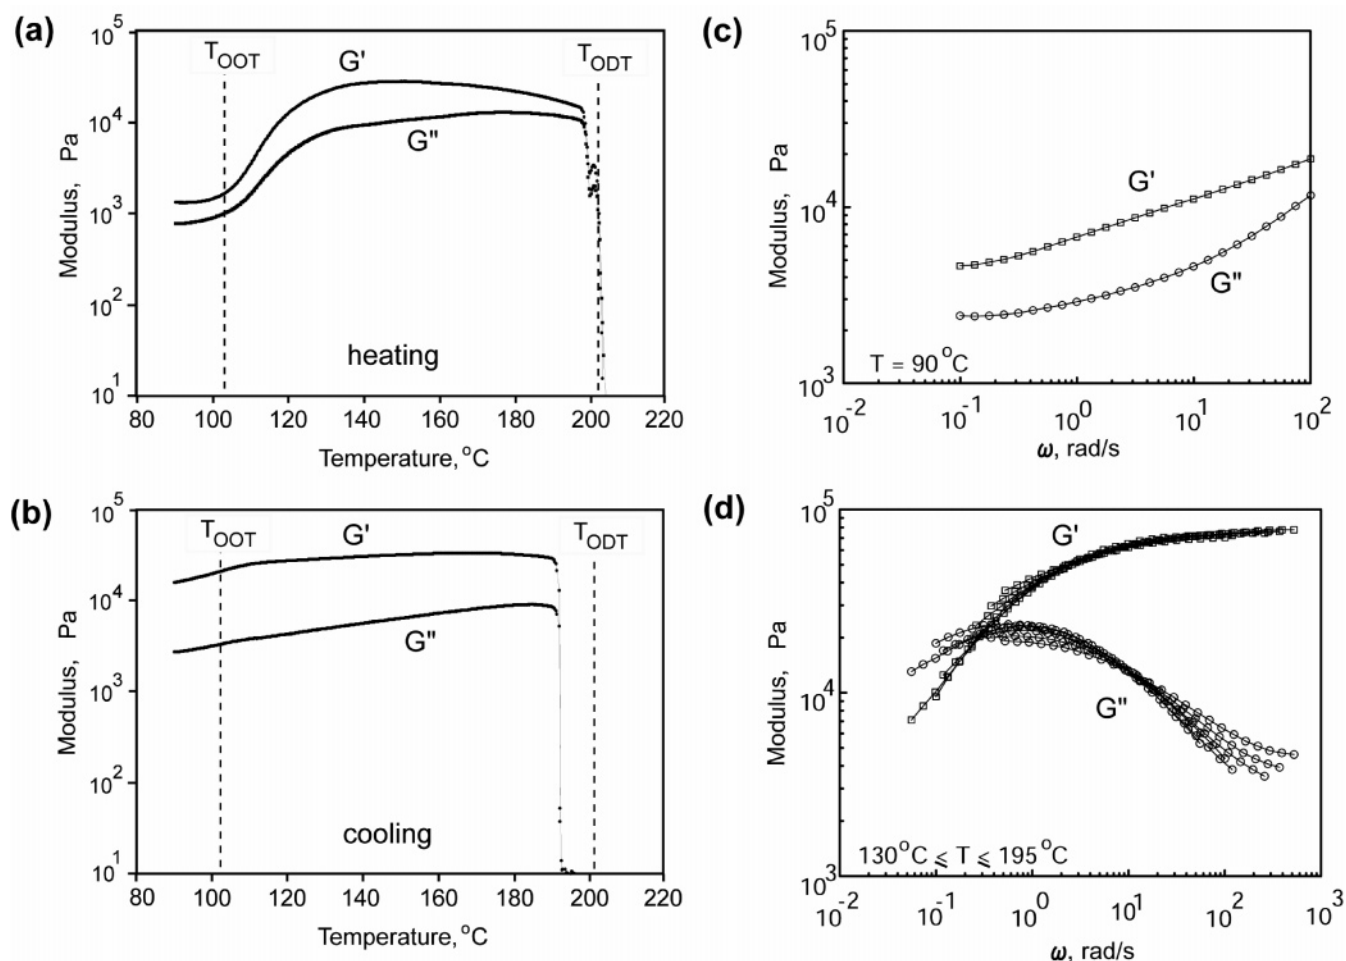 (a)
10^5
10^4
10^3
10^2
10^1
Modulus, Pa
T_OOT
G'
T_ODT
G"
heating
80 100 120 140 160 180 200 220
Temperature, °C
(b)
10^5
10^4
10^3
10^2
10^1
Modulus, Pa
T_OOT
G'
T_ODT
G"
cooling
80 100 120 140 160 180 200 220
Temperature, °C
(c)
10^5
10^4
10^3
Modulus, Pa
G'
G"
T = 90 °C
10^-2 10^-1 10^0 10^1 10^2
ω, rad/s
(d)
10^5
10^4
10^3
Modulus, Pa
G'
G"
130°C ⩽ T ⩽ 195°C
10^-2 10^-1 10^0 10^1 10^2 10^3
ω, rad/s